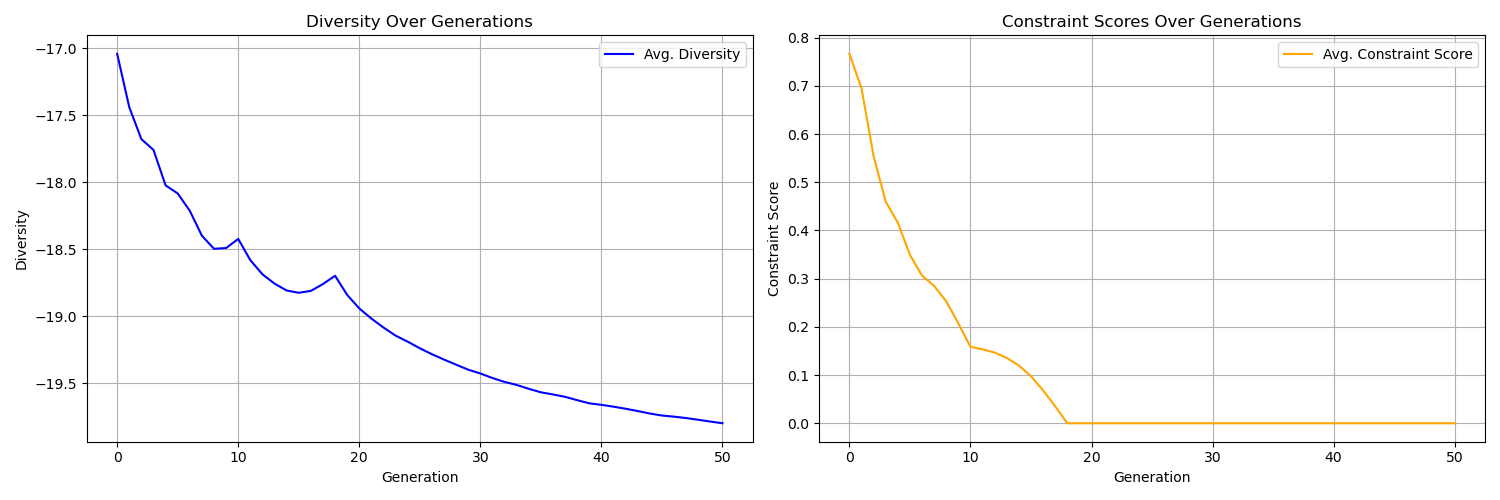 Diversity Over Generations
Avg. Diversity
Diversity
−17.0
−17.5
−18.0
−18.5
−19.0
−19.5
0 10 20 30 40 50
Generation
Constraint Scores Over Generations
Avg. Constraint Score
Constraint Score
0.8
0.7
0.6
0.5
0.4
0.3
0.2
0.1
0.0
0 10 20 30 40 50
Generation